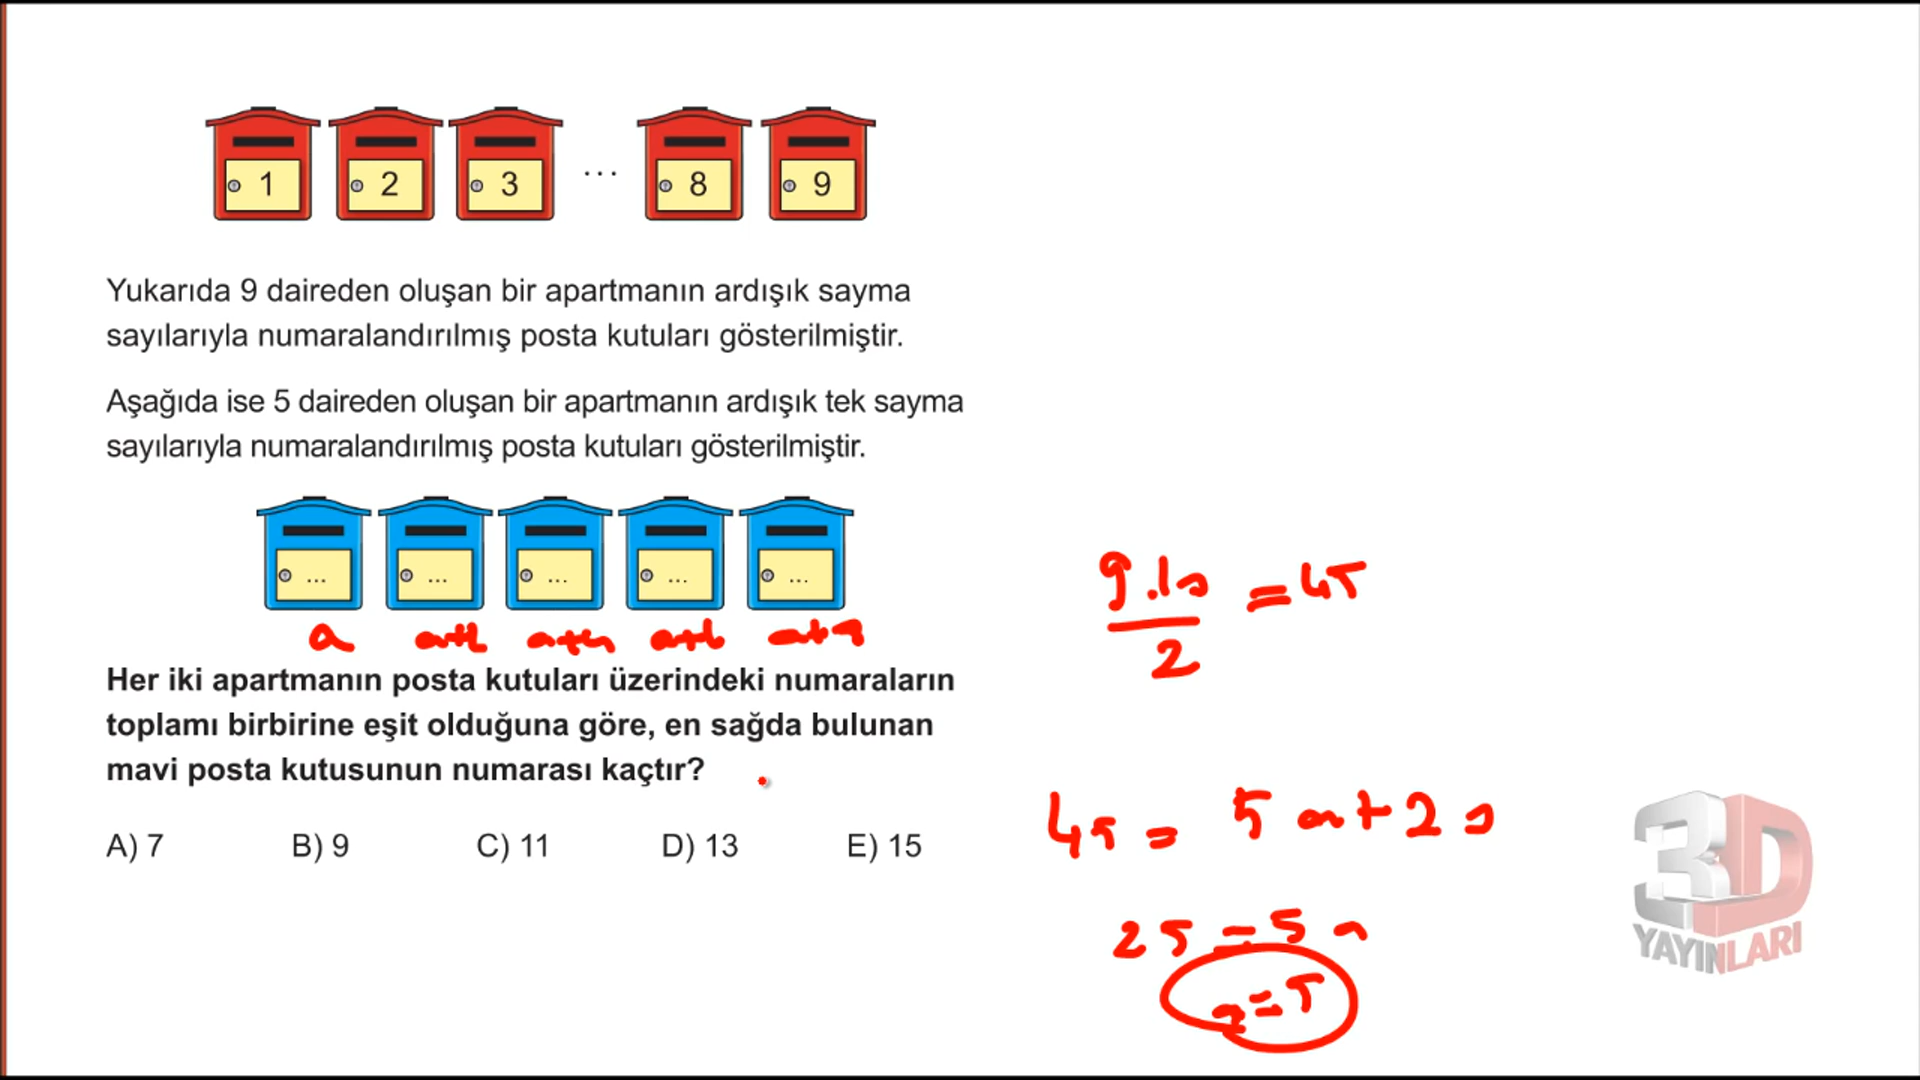 1 2 3 ... 8 9
Yukarıda 9 daireden oluşan bir apartmanın ardışık sayma
sayılarıyla numaralandırılmış posta kutuları gösterilmiştir.
Aşağıda ise 5 daireden oluşan bir apartmanın ardışık tek sayma
sayılarıyla numaralandırılmış posta kutuları gösterilmiştir.
... ... ... ... ...
a a+2 a+4 a+6 a+8
Her iki apartmanın posta kutuları üzerindeki numaraların
toplamı birbirine eşit olduğuna göre, en sağda bulunan
mavi posta kutusunun numarası kaçtır?
A) 7 B) 9 C) 11 D) 13 E) 15
9.10
2
= 45
45 = 5a+20
25 = 5a
a=5
3D
YAYINLARI